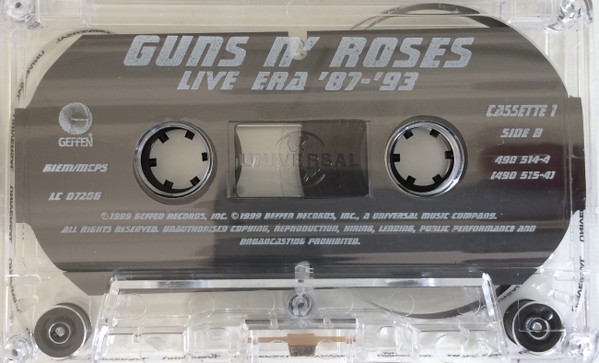 GUNS N' ROSES
LIVE ERA '87-'93
GEFFEN
CASSETTE 1
SIDE B
UNIVERSAL
BIEM/MCPS
490 514-4
(490 515-4)
LC 07266
℗1999 GEFFEN RECORDS, INC. ©1999 GEFFEN RECORDS, INC., A UNIVERSAL MUSIC COMPANY.
ALL RIGHTS RESERVED. UNAUTHORISED COPYING, REPRODUCTION, HIRING, LENDING, PUBLIC PERFORMANCE AND
BROADCASTING PROHIBITED.